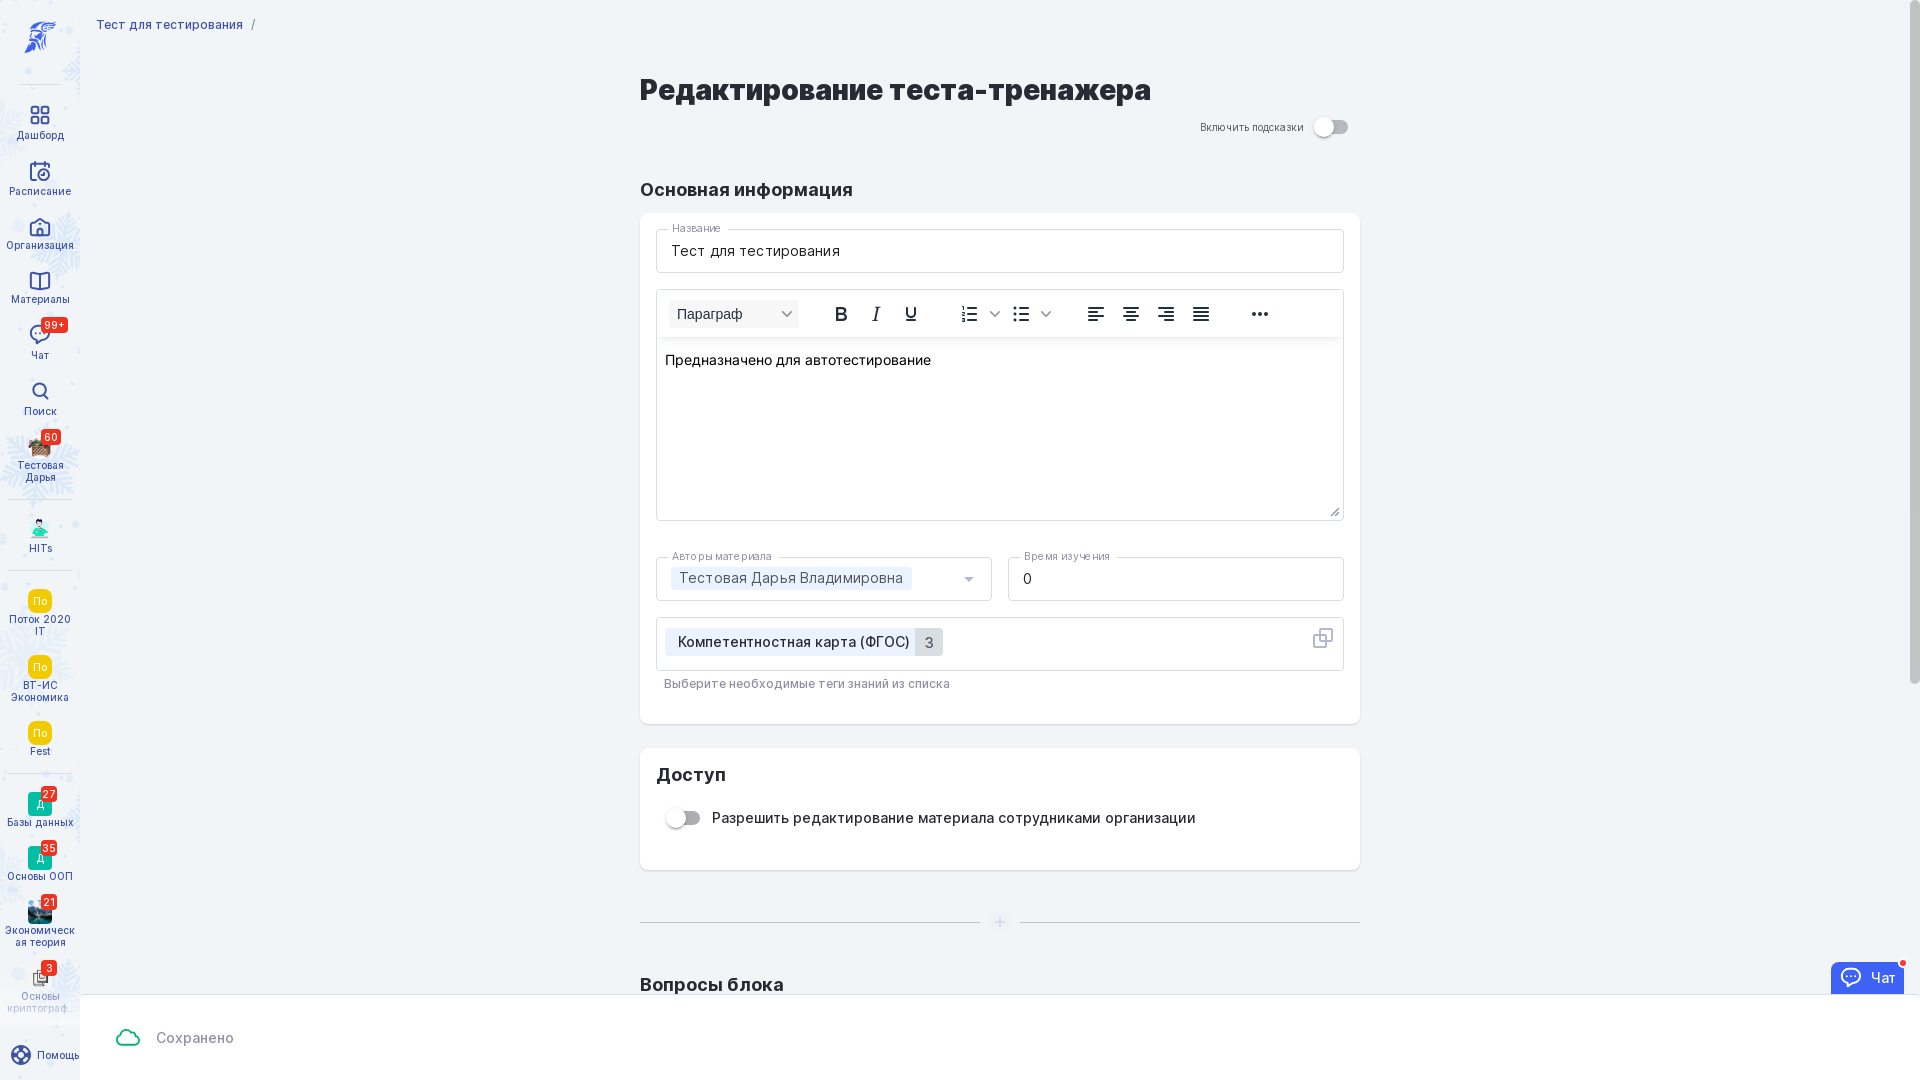 Тест для тестирования /
Дашборд
Расписание
Организация
Материалы
99+
Чат
Поиск
60
Тестовая
Дарья
HITs
По
Поток 2020
IT
По
ВТ-ИС
Экономика
По
Fest
27
Д
Базы данных
35
Д
Основы ООП
21
Экономическ
ая теория
3
Основы
криптограф...
Помощь
Редактирование теста-тренажера
Включить подсказки
Основная информация
Название
Тест для тестирования
Параграф
Предназначено для автотестирование
Авторы материала
Тестовая Дарья Владимировна
Время изучения
0
Компетентностная карта (ФГОС) 3
Выберите необходимые теги знаний из списка
Доступ
Разрешить редактирование материала сотрудниками организации
Вопросы блока
Чат
Сохранено